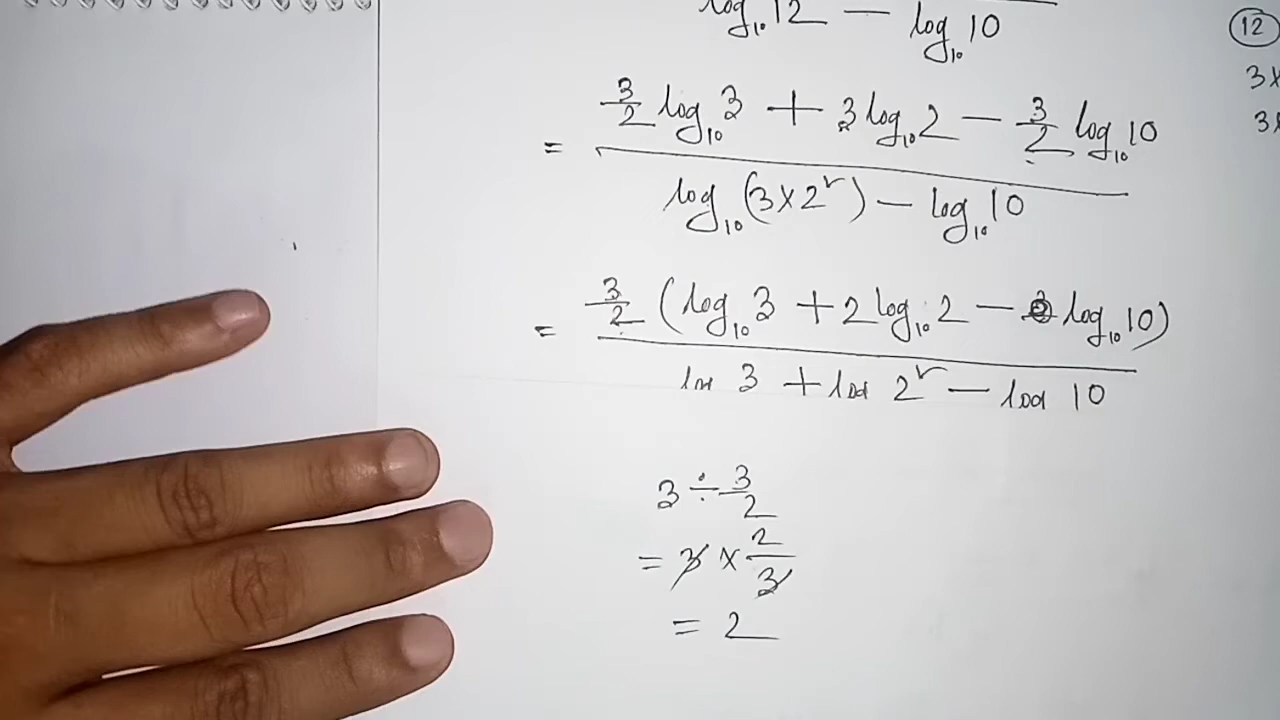 log₁₀12 − log₁₀10
= (3/2 log₁₀3 + 3 log₁₀2 − 3/2 log₁₀10) / (log₁₀(3×2²) − log₁₀10)
= 3/2 (log₁₀3 + 2 log₁₀2 − log₁₀10) / (log 3 + log 2² − log 10)
3 ÷ 3/2
= 3 × 2/3
= 2
12
3×